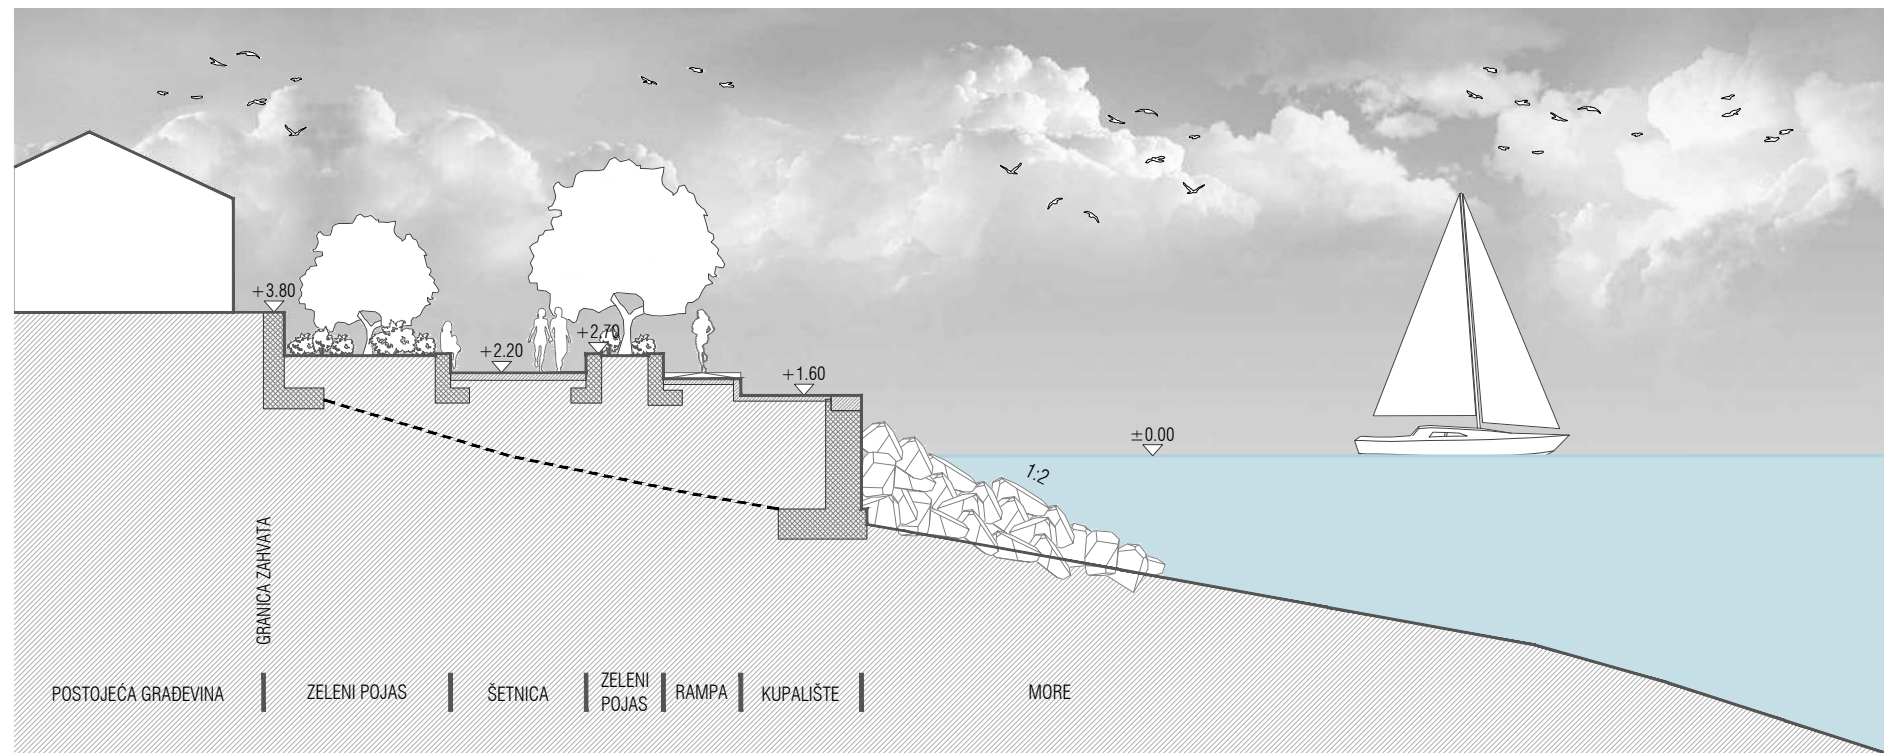 +3.80
+2.20
+2.70
+1.60
±0.00
1:2
GRANICA ZAHVATA
POSTOJEĆA GRAĐEVINA
ZELENI POJAS
ŠETNICA
ZELENI
POJAS
RAMPA
KUPALIŠTE
MORE